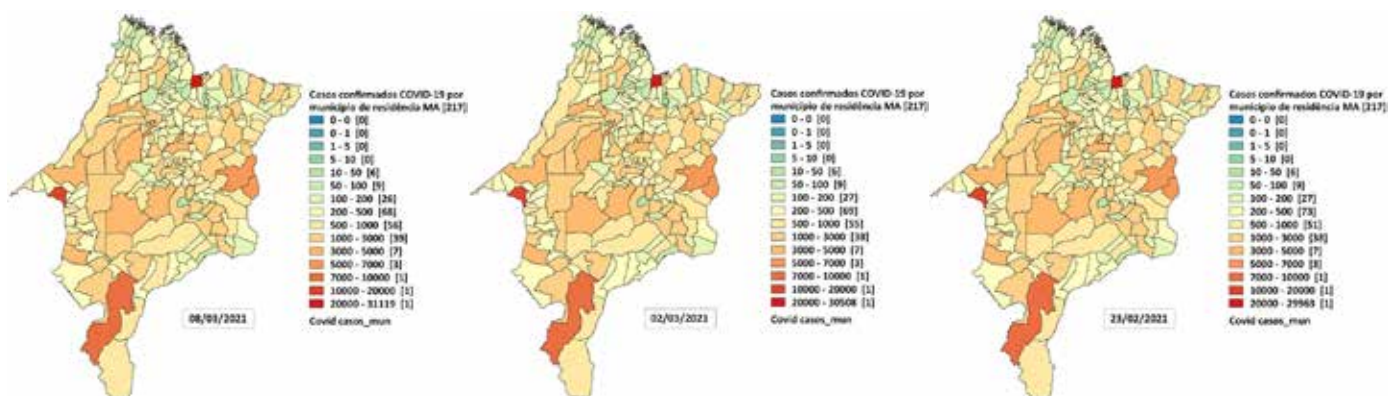 Casos confirmados COVID-19 por
município de residência MA [217]
0 - 0 [0]
0 - 1 [0]
1 - 5 [0]
5 - 10 [0]
10 - 50 [6]
50 - 100 [9]
100 - 200 [26]
200 - 500 [68]
500 - 1000 [56]
1000 - 3000 [39]
3000 - 5000 [7]
5000 - 7000 [3]
7000 - 10000 [1]
10000 - 20000 [1]
20000 - 31119 [1]
Covid casos_mun
08/03/2021
Casos confirmados COVID-19 por
município de residência MA [217]
0 - 0 [0]
0 - 1 [0]
1 - 5 [0]
5 - 10 [0]
10 - 50 [6]
50 - 100 [9]
100 - 200 [27]
200 - 500 [69]
500 - 1000 [55]
1000 - 3000 [38]
3000 - 5000 [7]
5000 - 7000 [3]
7000 - 10000 [1]
10000 - 20000 [1]
20000 - 30508 [1]
Covid casos_mun
02/03/2021
Casos confirmados COVID-19 por
município de residência MA [217]
0 - 0 [0]
0 - 1 [0]
1 - 5 [0]
5 - 10 [0]
10 - 50 [6]
50 - 100 [9]
100 - 200 [27]
200 - 500 [73]
500 - 1000 [51]
1000 - 3000 [38]
3000 - 5000 [7]
5000 - 7000
7000 - 10000 [1]
10000 - 20000 [1]
20000 - 29969 [1]
Covid casos_mun
23/02/2021